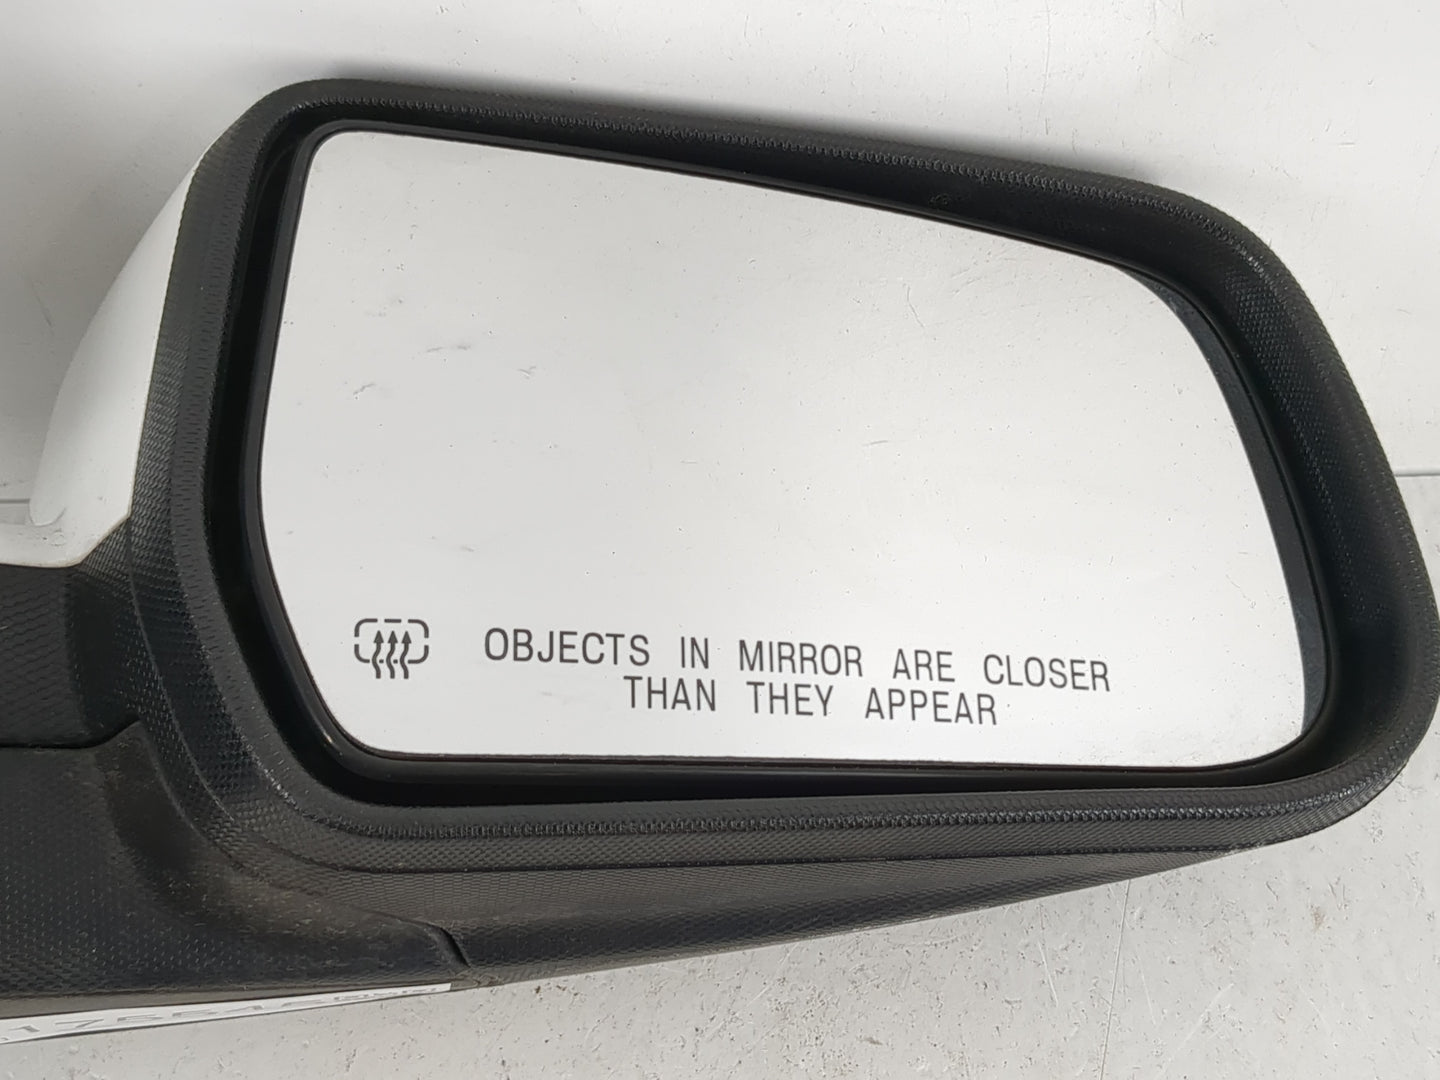 OBJECTS IN MIRROR ARE CLOSER
THAN THEY APPEAR